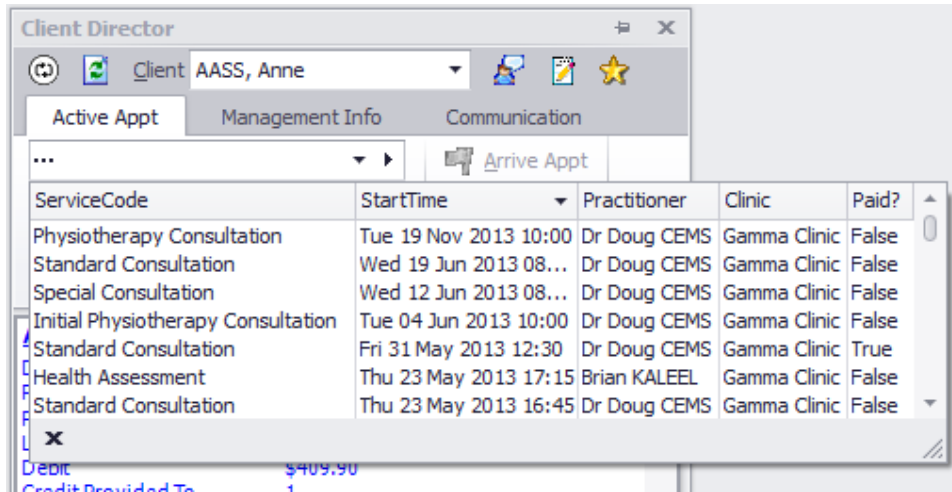 Client Director
Client AASS, Anne
Active Appt Management Info Communication
... Arrive Appt
ServiceCode StartTime Practitioner Clinic Paid?
Physiotherapy Consultation Tue 19 Nov 2013 10:00 Dr Doug CEMS Gamma Clinic False
Standard Consultation Wed 19 Jun 2013 08... Dr Doug CEMS Gamma Clinic False
Special Consultation Wed 12 Jun 2013 08... Dr Doug CEMS Gamma Clinic False
Initial Physiotherapy Consultation Tue 04 Jun 2013 10:00 Dr Doug CEMS Gamma Clinic False
Standard Consultation Fri 31 May 2013 12:30 Dr Doug CEMS Gamma Clinic True
Health Assessment Thu 23 May 2013 17:15 Brian KALEEL Gamma Clinic False
Standard Consultation Thu 23 May 2013 16:45 Dr Doug CEMS Gamma Clinic False
Debit $409.90
Credit Provided To 1